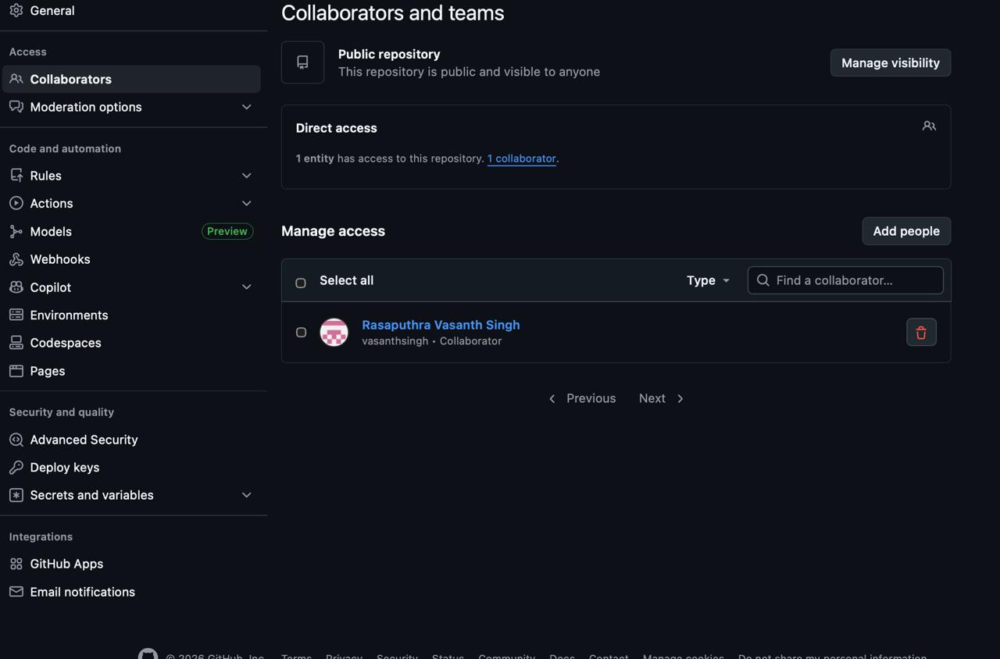 General
Access
Collaborators
Moderation options
Code and automation
Rules
Actions
Models Preview
Webhooks
Copilot
Environments
Codespaces
Pages
Security and quality
Advanced Security
Deploy keys
Secrets and variables
Integrations
GitHub Apps
Email notifications
Collaborators and teams
Public repository
This repository is public and visible to anyone
Manage visibility
Direct access
1 entity has access to this repository. 1 collaborator.
Manage access
Add people
Select all
Type
Find a collaborator...
Rasaputhra Vasanth Singh
vasanthsingh • Collaborator
Previous Next
© 2026 GitHub, Inc. Terms Privacy Security Status Community Docs Contact Manage cookies Do not share my personal information